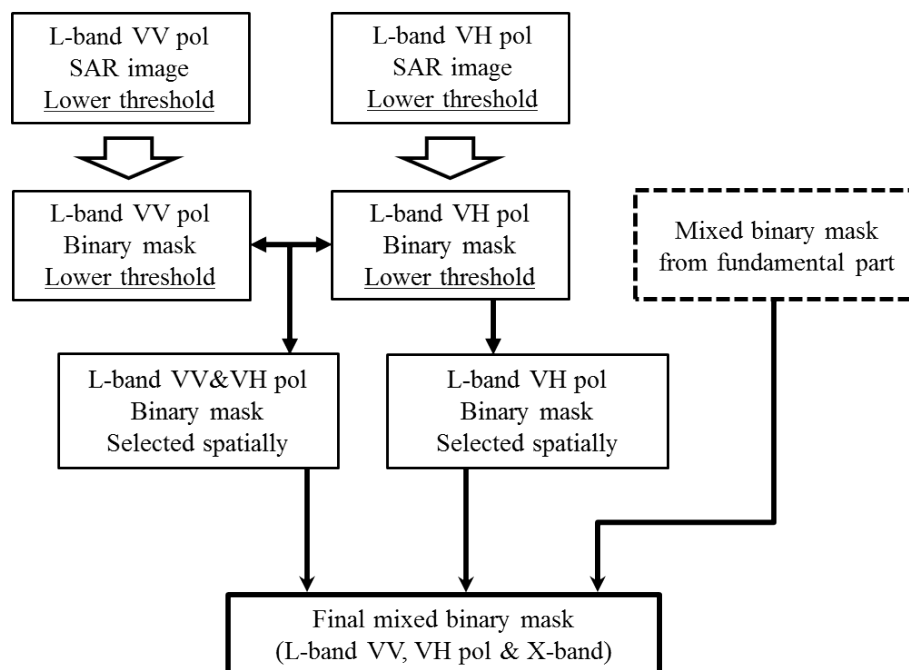 L-band VV pol
SAR image
Lower threshold
L-band VH pol
SAR image
Lower threshold
L-band VV pol
Binary mask
Lower threshold
L-band VH pol
Binary mask
Lower threshold
Mixed binary mask
from fundamental part
L-band VV&VH pol
Binary mask
Selected spatially
L-band VH pol
Binary mask
Selected spatially
Final mixed binary mask
(L-band VV, VH pol & X-band)